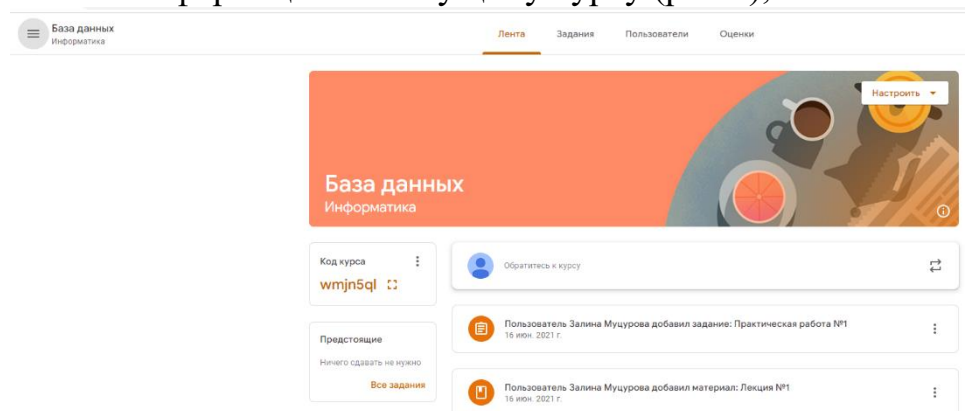 База данных
Информатика
Лента Задания Пользователи Оценки
Настроить
База данных
Информатика
Код курса
wmjn5ql
Обратитесь к курсу
Пользователь Залина Муцурова добавил задание: Практическая работа №1
16 июн. 2021 г.
Предстоящие
Ничего сдавать не нужно
Все задания
Пользователь Залина Муцурова добавил материал: Лекция №1
16 июн. 2021 г.